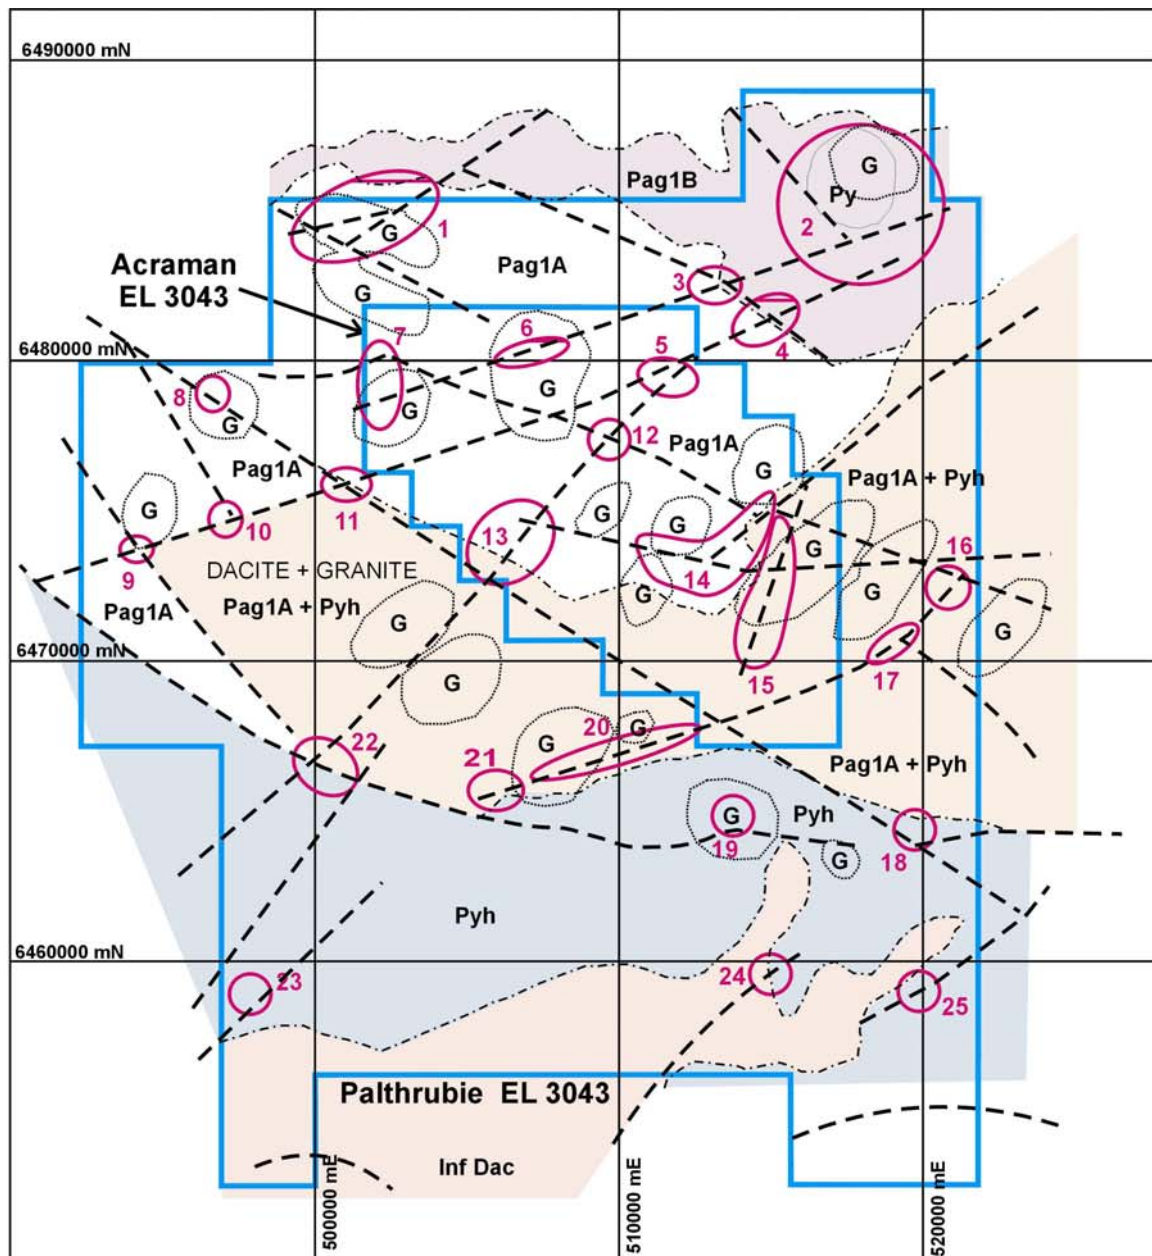 6490000 mN
G
Pag1B
Py
1
G
2
Acraman
EL 3043
Pag1A
3
G
7
6
5
4
6480000 mN
8
G
G
G
12
Pag1A
G
Pag1A
Pag1A + Pyh
11
G
10
G
G
13
16
9
DACITE + GRANITE
14
G
Pag1A
Pag1A + Pyh
G
G
G
G
6470000 mN
G
15
17
22
20
G
G
21
Pag1A + Pyh
G
Pyh
19
18
G
Pyh
6460000 mN
23
24
25
Palthrubie EL 3043
Inf Dac
500000 mE
510000 mE
520000 mE